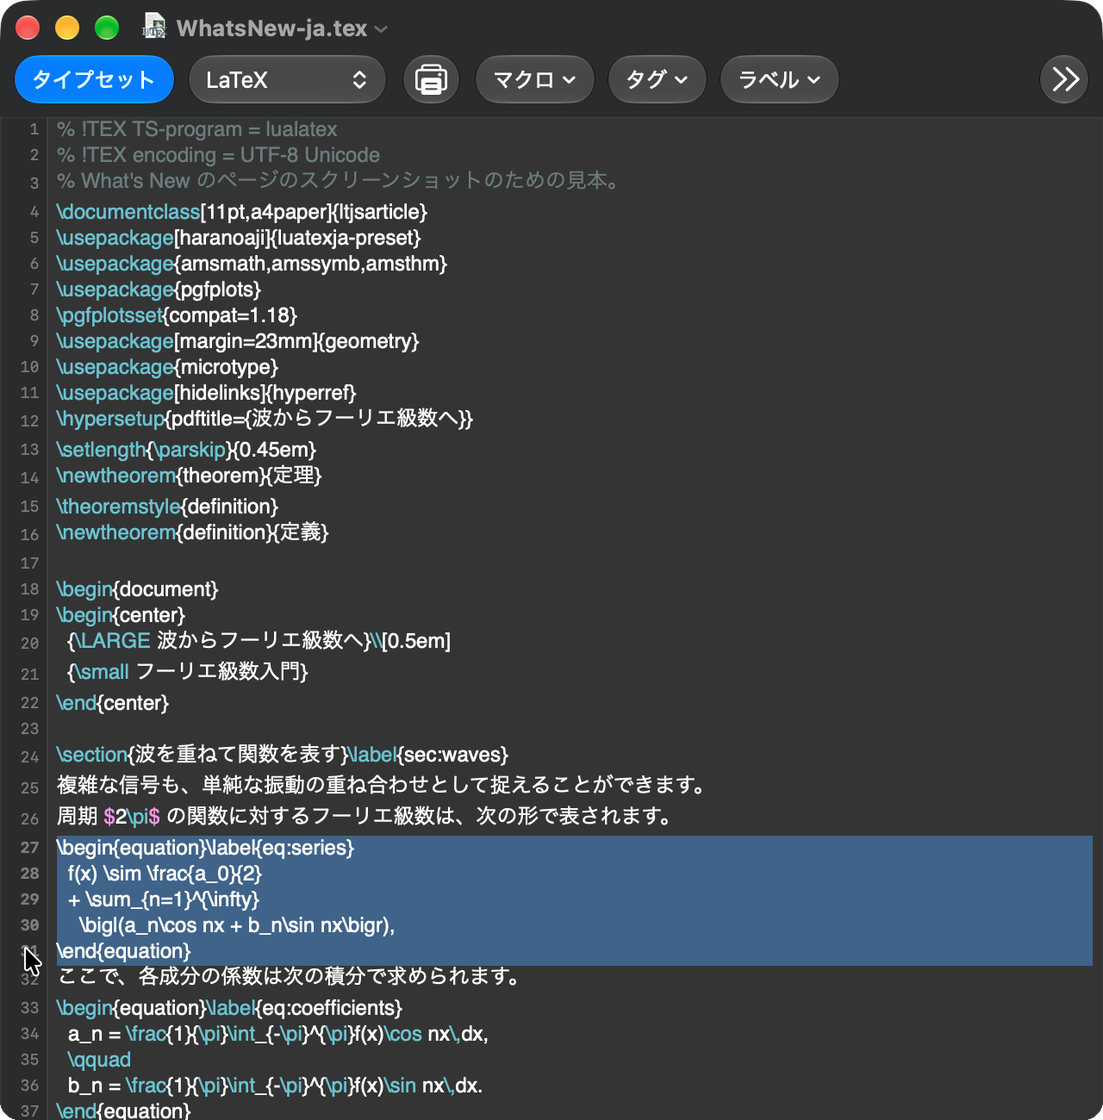 WhatsNew-ja.tex
タイプセット LaTeX マクロ タグ ラベル
1 % !TEX TS-program = lualatex
2 % !TEX encoding = UTF-8 Unicode
3 % What's New のページのスクリーンショットのための見本。
4 \documentclass[11pt,a4paper]{ltjsarticle}
5 \usepackage[haranoaji]{luatexja-preset}
6 \usepackage{amsmath,amssymb,amsthm}
7 \usepackage{pgfplots}
8 \pgfplotsset{compat=1.18}
9 \usepackage[margin=23mm]{geometry}
10 \usepackage{microtype}
11 \usepackage[hidelinks]{hyperref}
12 \hypersetup{pdftitle={波からフーリエ級数へ}}
13 \setlength{\parskip}{0.45em}
14 \newtheorem{theorem}{定理}
15 \theoremstyle{definition}
16 \newtheorem{definition}{定義}
17
18 \begin{document}
19 \begin{center}
20 {\LARGE 波からフーリエ級数へ}\\[0.5em]
21 {\small フーリエ級数入門}
22 \end{center}
23
24 \section{波を重ねて関数を表す}\label{sec:waves}
25 複雑な信号も、単純な振動の重ね合わせとして捉えることができます。
26 周期 $2\pi$ の関数に対するフーリエ級数は、次の形で表されます。
27 \begin{equation}\label{eq:series}
28 f(x) \sim \frac{a_0}{2}
29 + \sum_{n=1}^{\infty}
30 \bigl(a_n\cos nx + b_n\sin nx\bigr),
31 \end{equation}
32 ここで、各成分の係数は次の積分で求められます。
33 \begin{equation}\label{eq:coefficients}
34 a_n = \frac{1}{\pi}\int_{-\pi}^{\pi}f(x)\cos nx\,dx,
35 \qquad
36 b_n = \frac{1}{\pi}\int_{-\pi}^{\pi}f(x)\sin nx\,dx.
37 \end{equation}